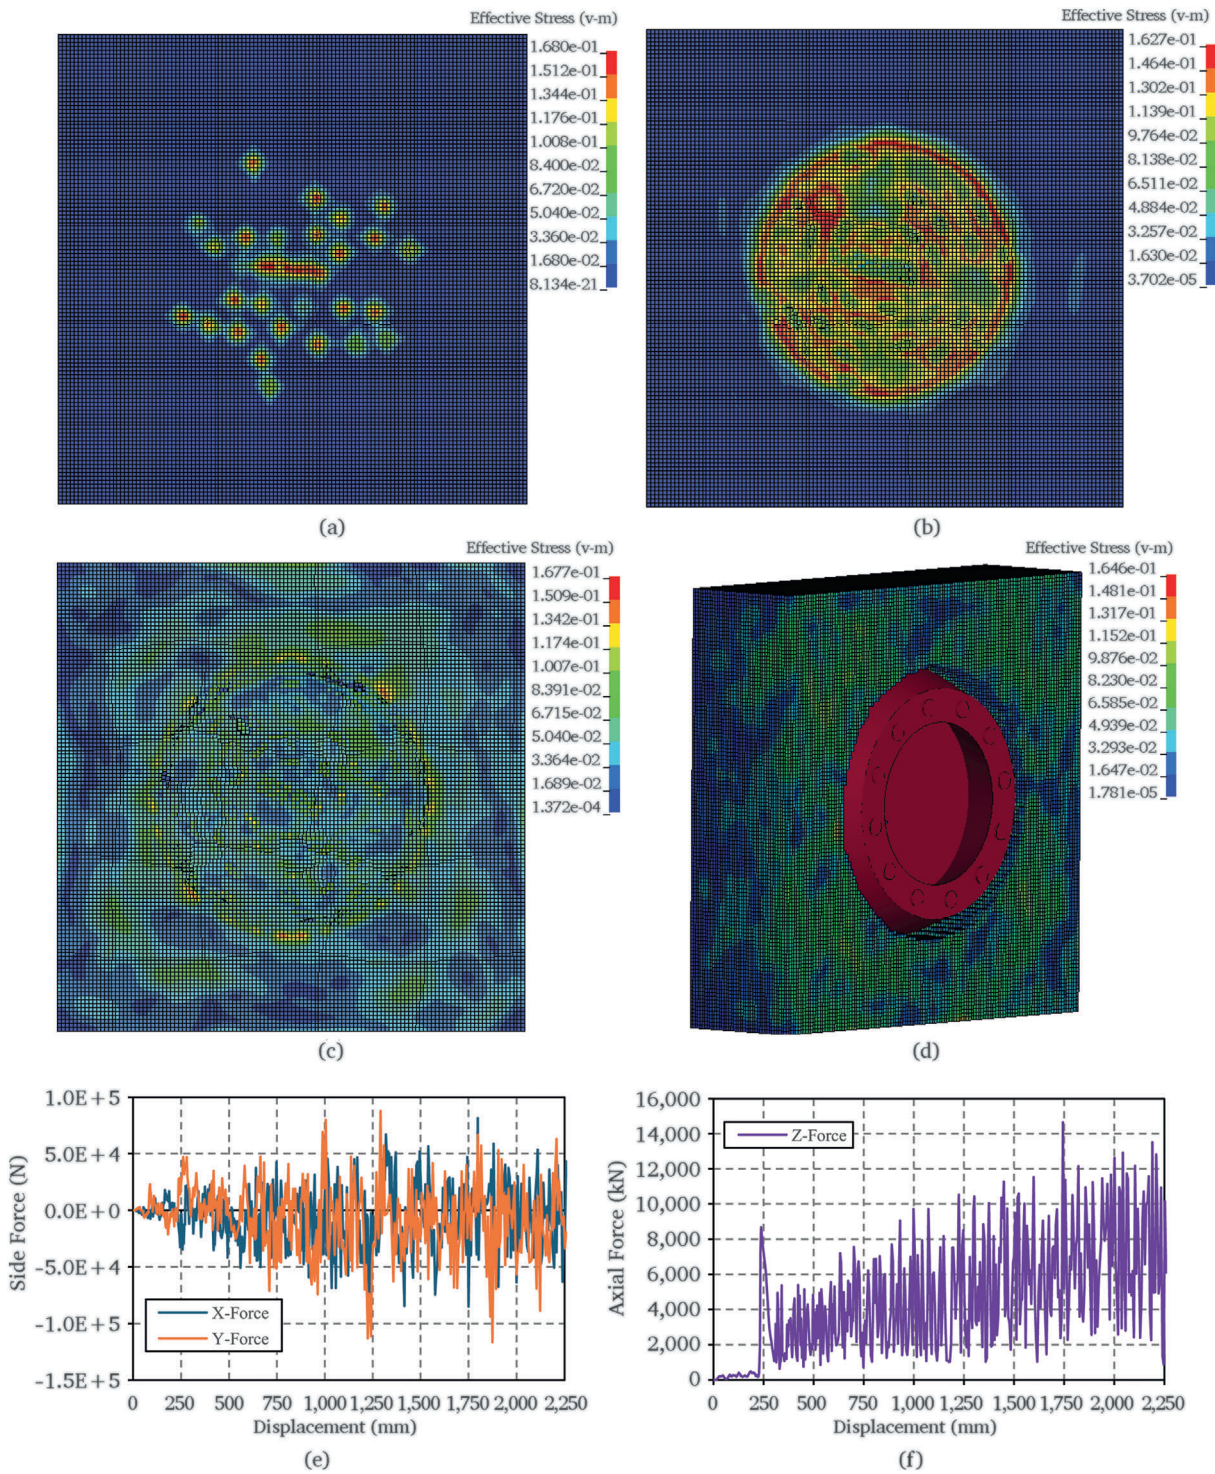 Effective Stress (v-m)
1.680e-01
1.512e-01
1.344e-01
1.176e-01
1.008e-01
8.400e-02
6.720e-02
5.040e-02
3.360e-02
1.680e-02
8.134e-21
(a)
Effective Stress (v-m)
1.627e-01
1.464e-01
1.302e-01
1.139e-01
9.764e-02
8.138e-02
6.511e-02
4.884e-02
3.257e-02
1.630e-02
3.702e-05
(b)
Effective Stress (v-m)
1.677e-01
1.509e-01
1.342e-01
1.174e-01
1.007e-01
8.391e-02
6.715e-02
5.040e-02
3.364e-02
1.689e-02
1.372e-04
(c)
Effective Stress (v-m)
1.646e-01
1.481e-01
1.317e-01
1.152e-01
9.876e-02
8.230e-02
6.585e-02
4.939e-02
3.293e-02
1.647e-02
1.781e-05
(d)
Side Force (N)
1.0E+5
5.0E+4
0.0E+0
-5.0E+4
-1.0E+5
-1.5E+5
X-Force
Y-Force
0 250 500 750 1,000 1,250 1,500 1,750 2,000 2,250
Displacement (mm)
(e)
Axial Force (kN)
16,000
14,000
12,000
10,000
8,000
6,000
4,000
2,000
0
Z-Force
0 250 500 750 1,000 1,250 1,500 1,750 2,000 2,250
Displacement (mm)
(f)